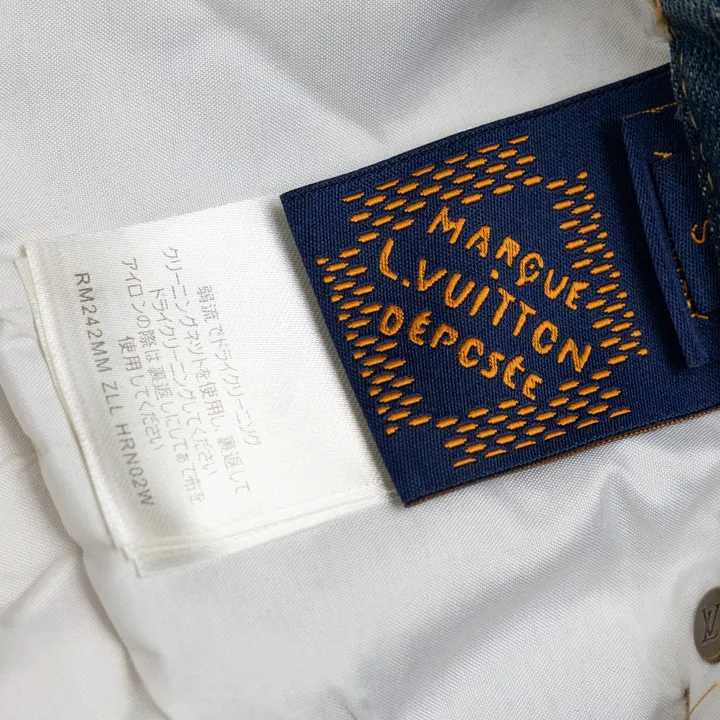 弱流でドライクリーニング
クリーニングネットを使用し、裏返して
ドライクリーニングしてください
アイロンの際は裏返しにしてあて布を
使用してください
RM242MM ZLL HRN02W
MARQUE
L.VUITTON
DÉPOSÉE
S
LV